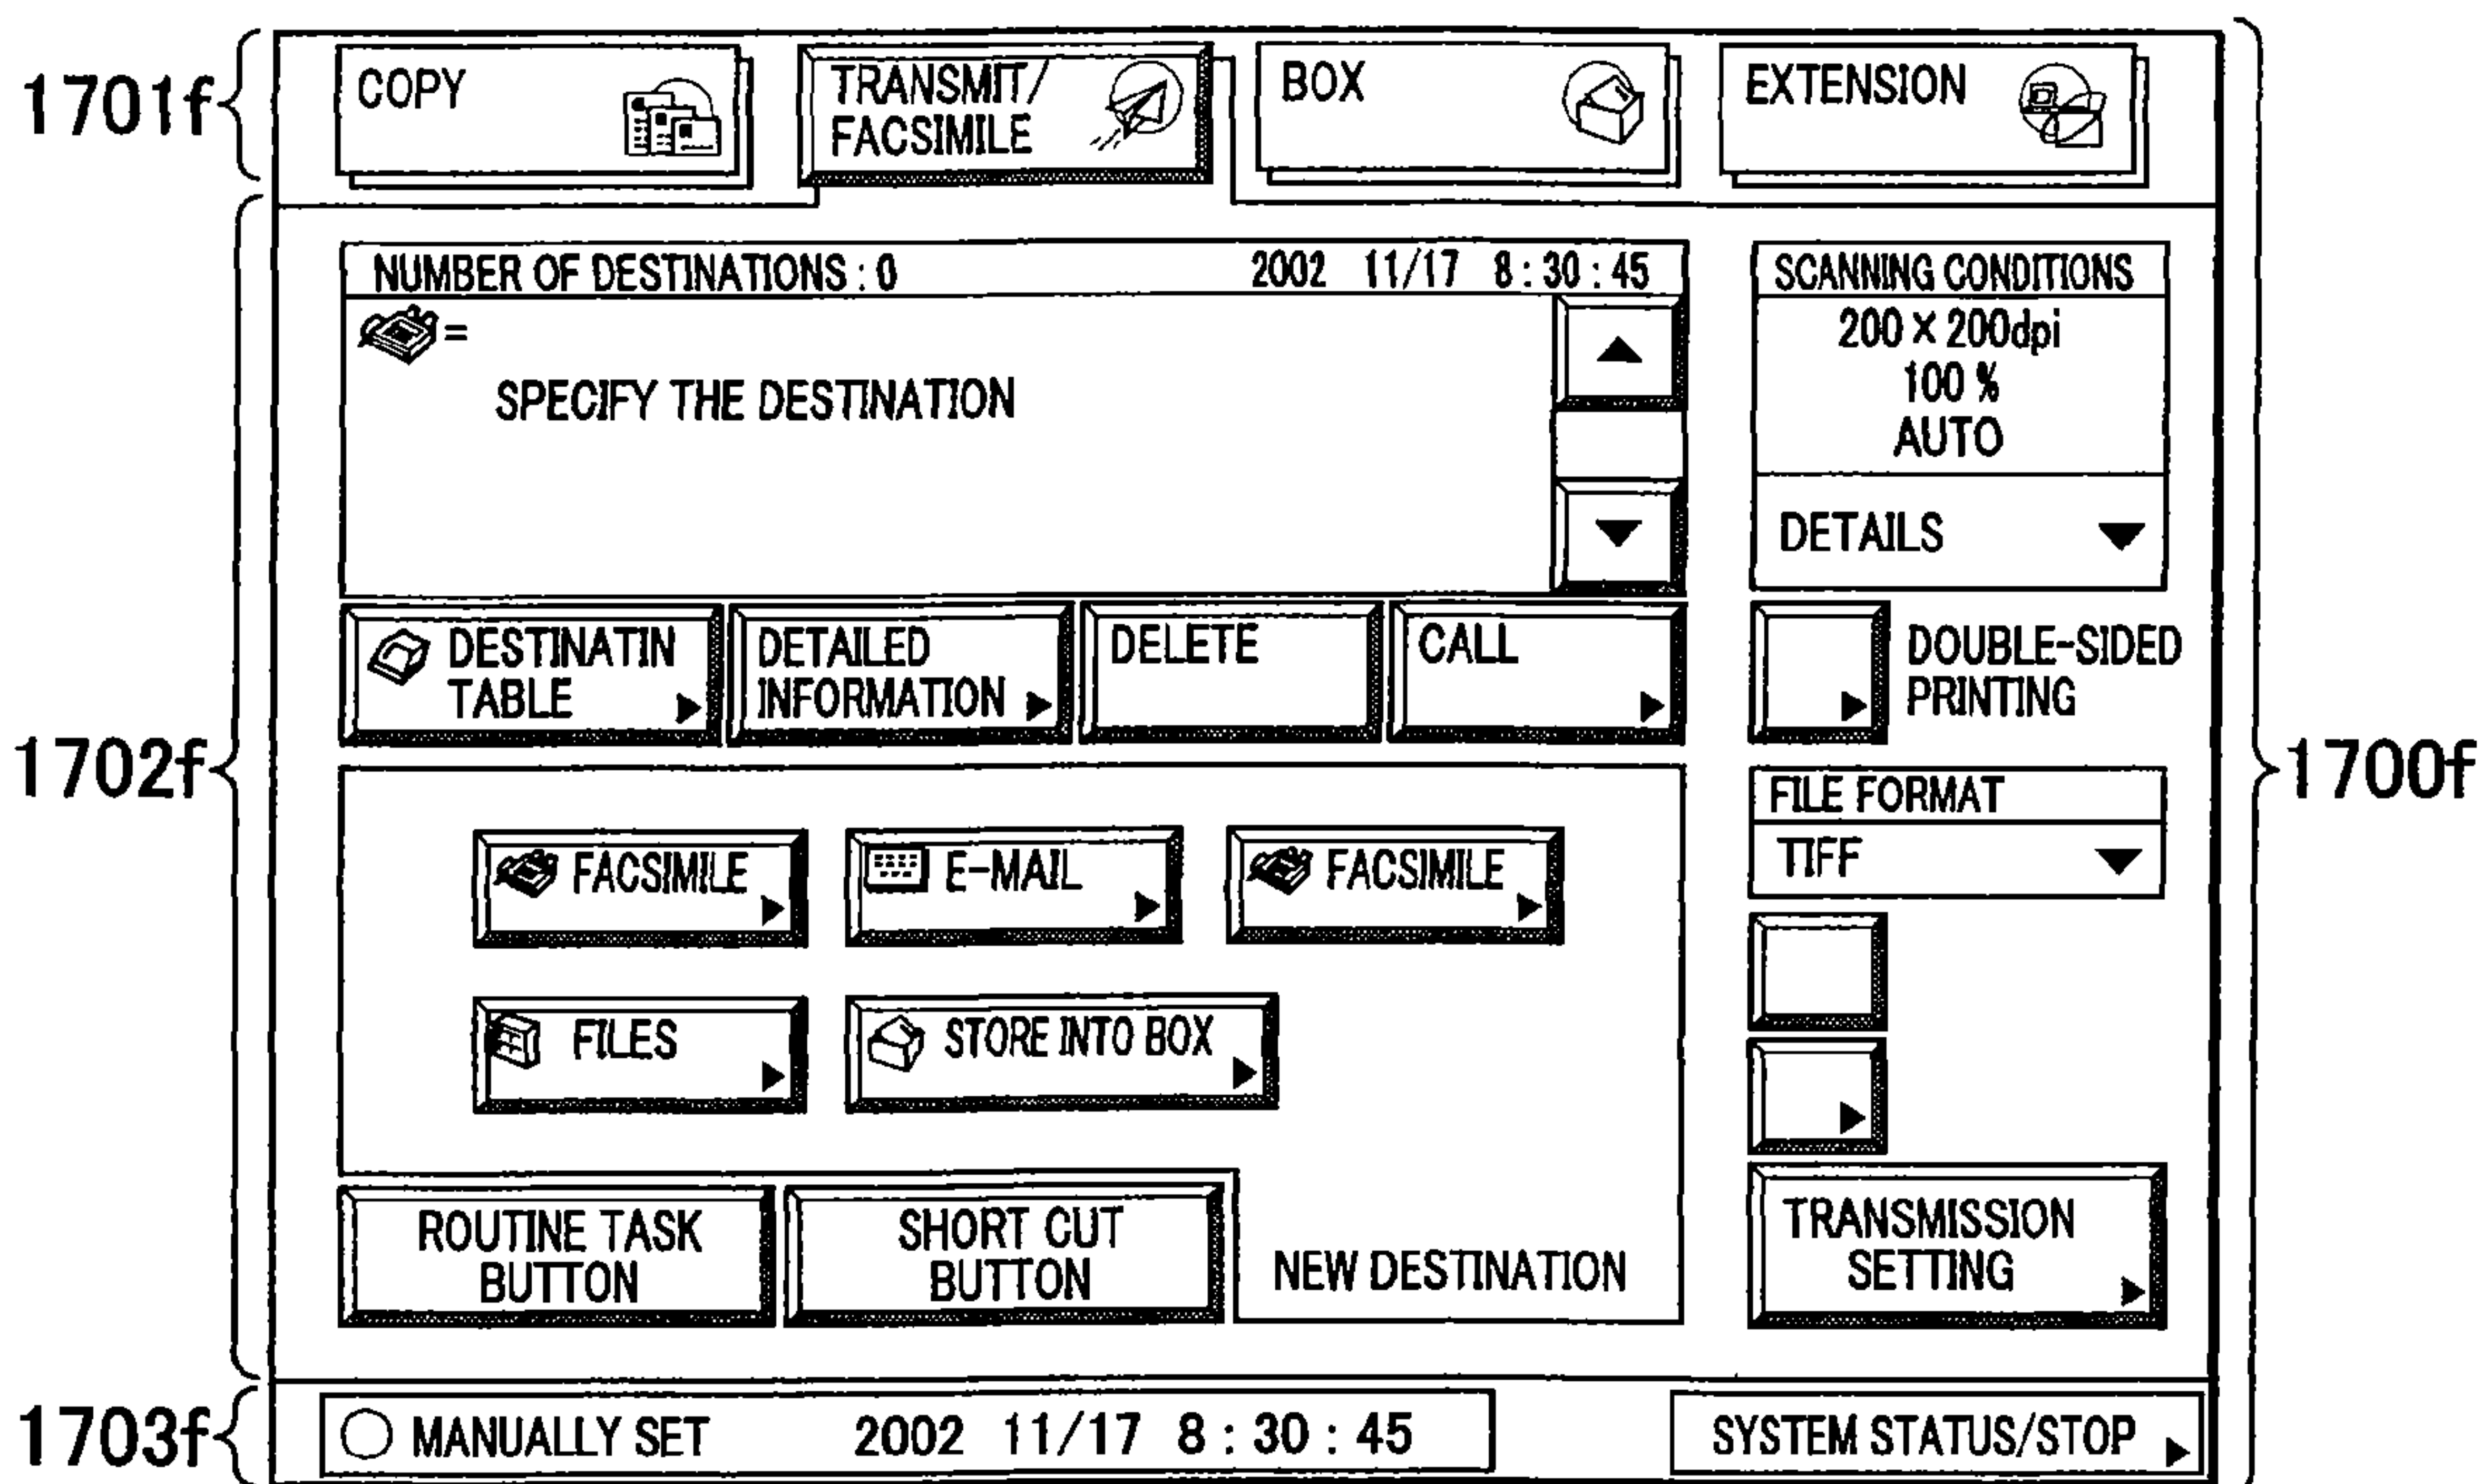 1701f
COPY
TRANSMIT/
FACSIMILE
BOX
EXTENSION
1702f
1700f
NUMBER OF DESTINATIONS : 0 2002 11/17 8 : 30 : 45
=
SPECIFY THE DESTINATION
SCANNING CONDITIONS
200 × 200dpi
100 %
AUTO
DETAILS
DESTINATIN
TABLE
DETAILED
INFORMATION
DELETE
CALL
DOUBLE-SIDED
PRINTING
FACSIMILE
E-MAIL
FACSIMILE
FILES
STORE INTO BOX
FILE FORMAT
TIFF
ROUTINE TASK
BUTTON
SHORT CUT
BUTTON
NEW DESTINATION
TRANSMISSION
SETTING
1703f
MANUALLY SET 2002 11/17 8 : 30 : 45
SYSTEM STATUS/STOP